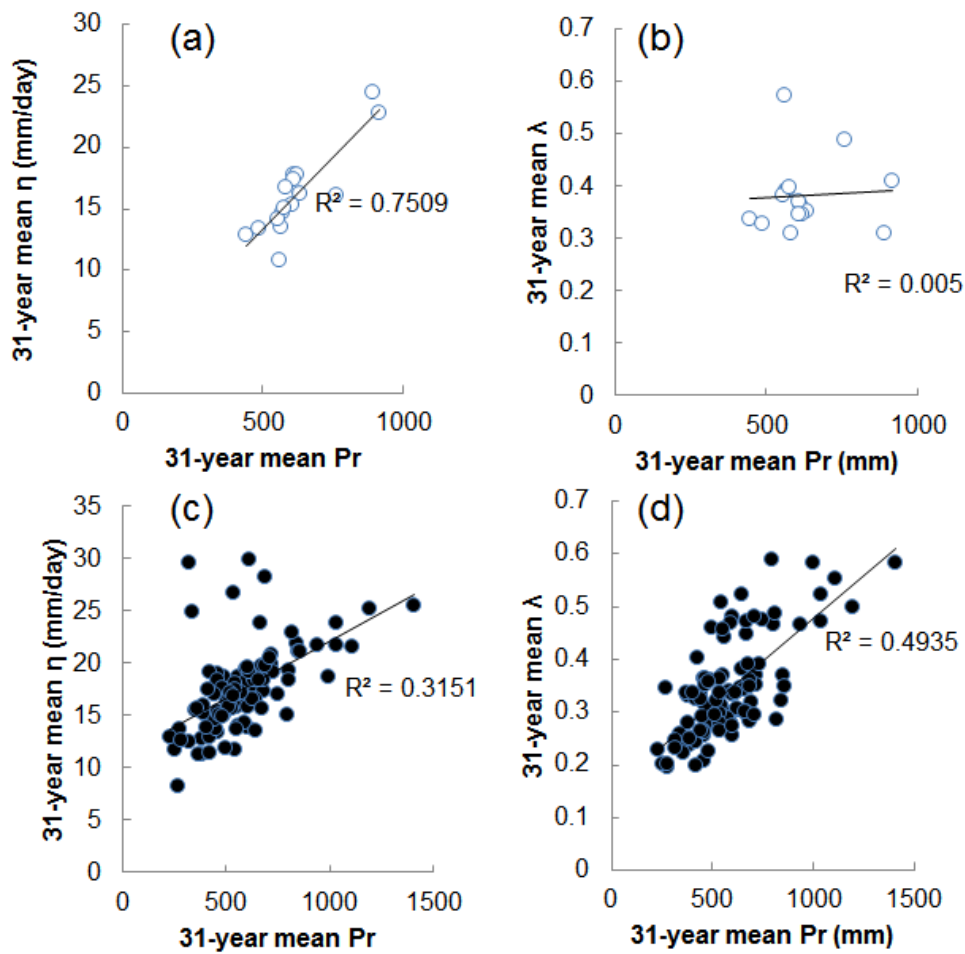 (a)
31-year mean η (mm/day)
30
25
20
15
10
5
0
R² = 0.7509
0 500 1000
31-year mean Pr
(b)
31-year mean λ
0.7
0.6
0.5
0.4
0.3
0.2
0.1
0
R² = 0.005
0 500 1000
31-year mean Pr (mm)
(c)
31-year mean η (mm/day)
35
30
25
20
15
10
5
0
R² = 0.3151
0 500 1000 1500
31-year mean Pr
(d)
31-year mean λ
0.7
0.6
0.5
0.4
0.3
0.2
0.1
0
R² = 0.4935
0 500 1000 1500
31-year mean Pr (mm)